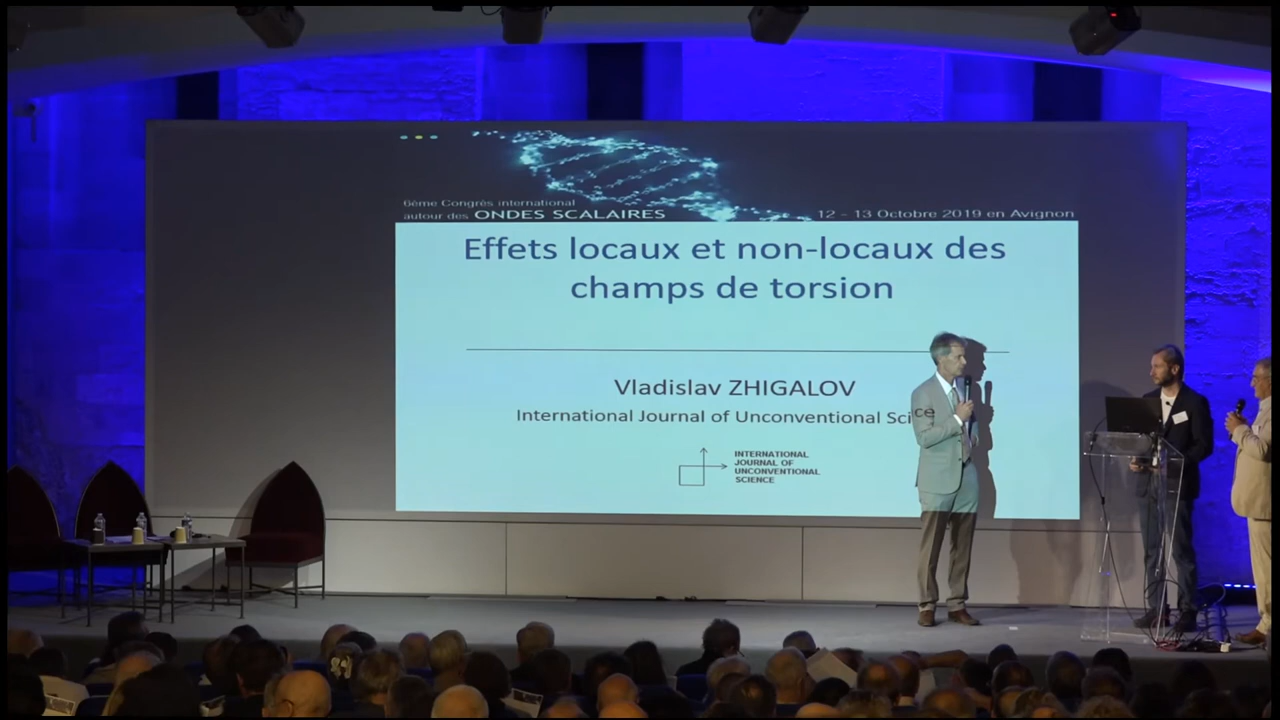 6ème Congrès international
autour des ONDES SCALAIRES
12 - 13 Octobre 2019 en Avignon
Effets locaux et non-locaux des
champs de torsion
Vladislav ZHIGALOV
International Journal of Unconventional Science
INTERNATIONAL
JOURNAL OF
UNCONVENTIONAL
SCIENCE